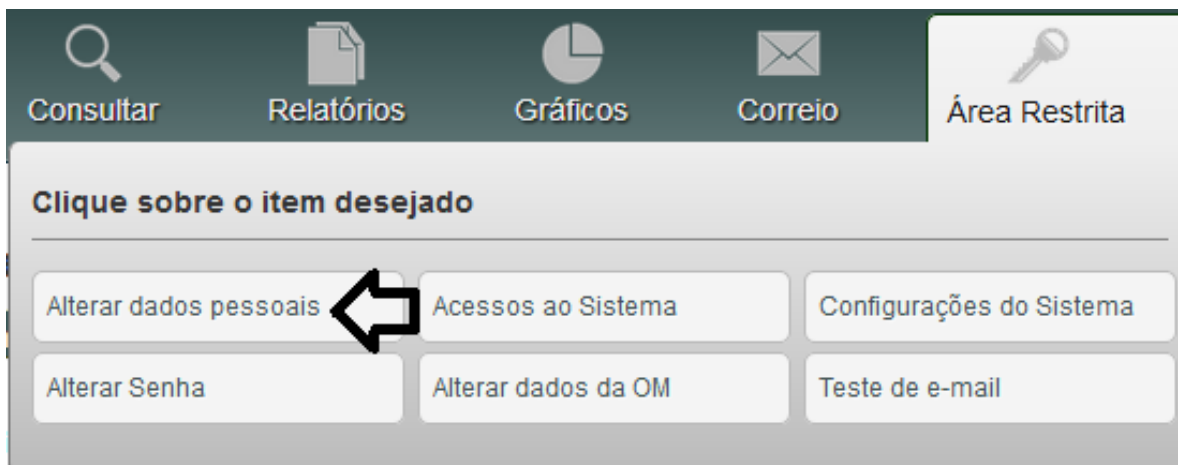 Consultar Relatórios Gráficos Correio Área Restrita
Clique sobre o item desejado
Alterar dados pessoais Acessos ao Sistema Configurações do Sistema
Alterar Senha Alterar dados da OM Teste de e-mail